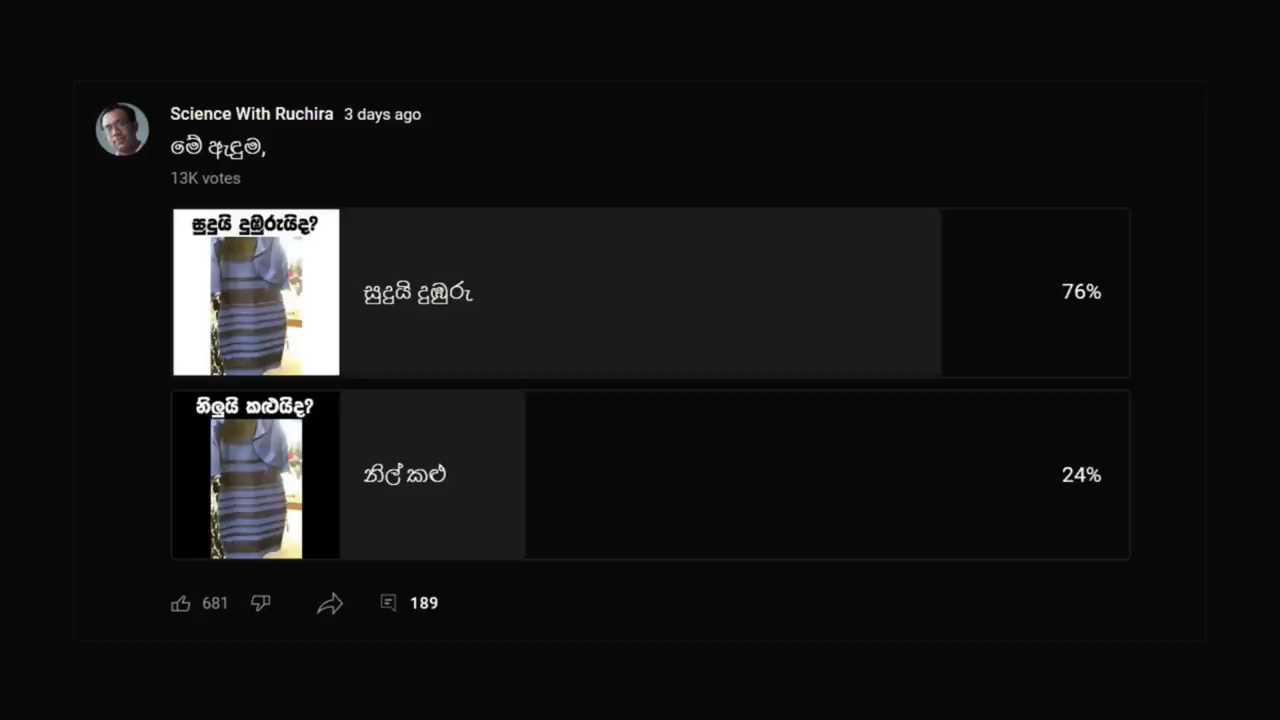 Science With Ruchira 3 days ago
මේ ඇඳුම,
13K votes
සුදුයි දුඹුරුයිද?
සුදුයි දුඹුරු
76%
නිලුයි කළුයිද?
නිල් කළු
24%
681
189